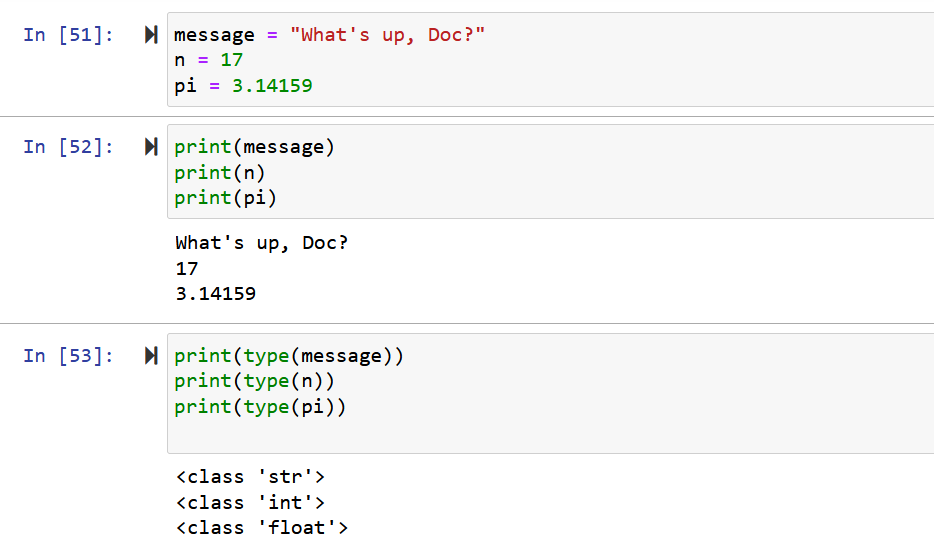 In [51]: message = "What's up, Doc?"
n = 17
pi = 3.14159
In [52]: print(message)
print(n)
print(pi)
What's up, Doc?
17
3.14159
In [53]: print(type(message))
print(type(n))
print(type(pi))
<class 'str'>
<class 'int'>
<class 'float'>